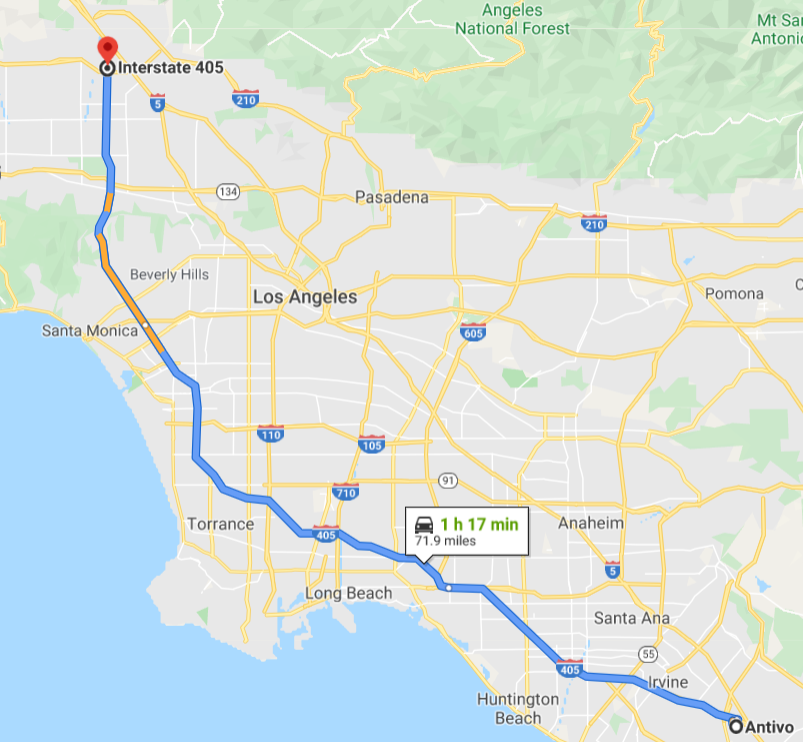 Angeles
National Forest
Mt Sa
Antoni
Interstate 405
5
210
134
Pasadena
210
Beverly Hills
Los Angeles
Pomona
Santa Monica
605
110
105
91
710
Torrance
405
1 h 17 min
71.9 miles
Anaheim
5
Long Beach
Santa Ana
55
405
Irvine
Huntington
Beach
Antivo